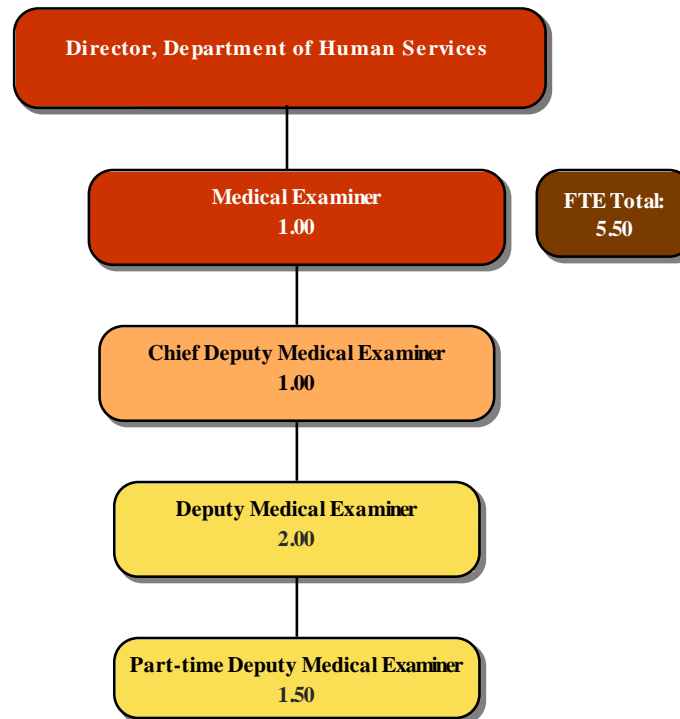 Director, Department of Human Services
Medical Examiner
1.00
FTE Total:
5.50
Chief Deputy Medical Examiner
1.00
Deputy Medical Examiner
2.00
Part-time Deputy Medical Examiner
1.50